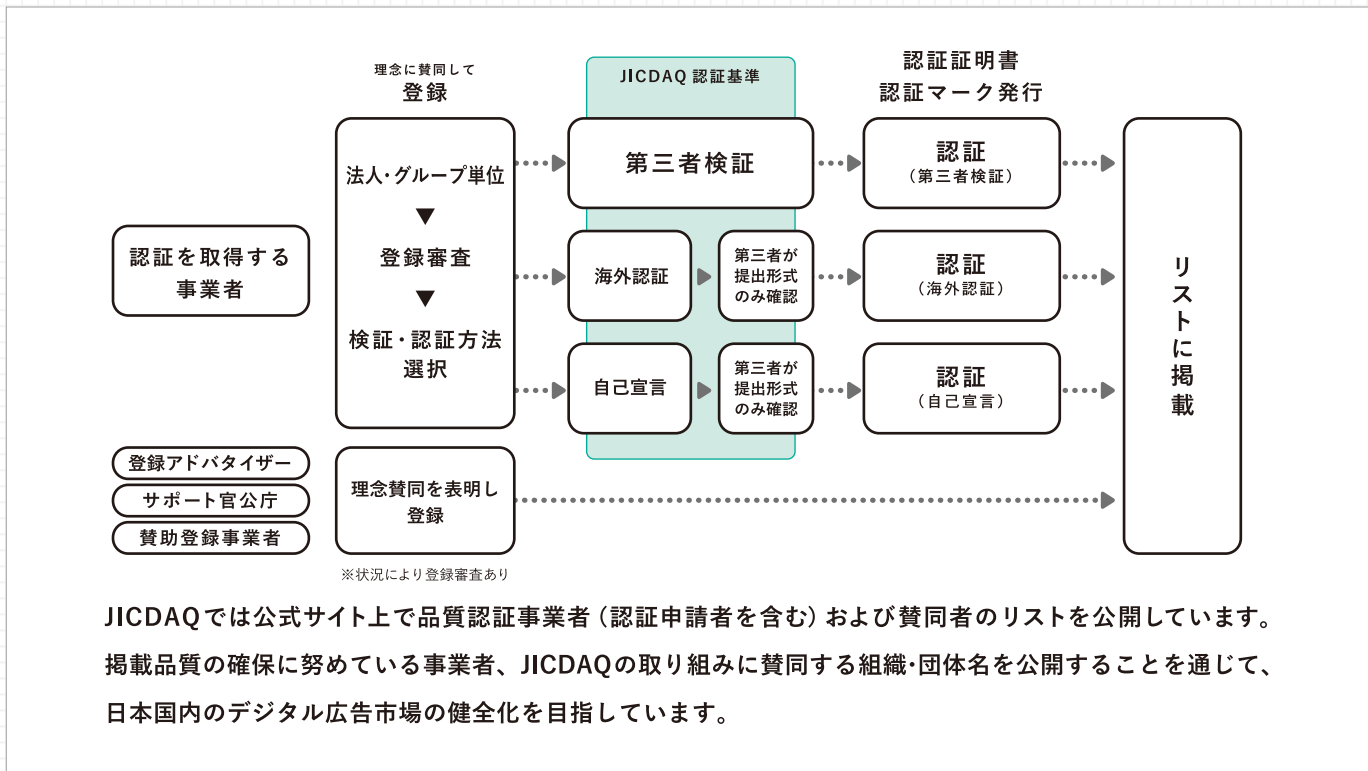 理念に賛同して
登録
JICDAQ 認証基準
認証証明書
認証マーク発行
認証を取得する
事業者
法人・グループ単位
▼
登録審査
▼
検証・認証方法
選択
第三者検証
認証
（第三者検証）
海外認証
第三者が
提出形式
のみ確認
認証
（海外認証）
自己宣言
第三者が
提出形式
のみ確認
認証
（自己宣言）
リストに掲載
登録アドバタイザー
サポート官公庁
賛助登録事業者
理念賛同を表明し
登録
※状況により登録審査あり
JICDAQでは公式サイト上で品質認証事業者（認証申請者を含む）および賛同者のリストを公開しています。
掲載品質の確保に努めている事業者、JICDAQの取り組みに賛同する組織・団体名を公開することを通じて、
日本国内のデジタル広告市場の健全化を目指しています。